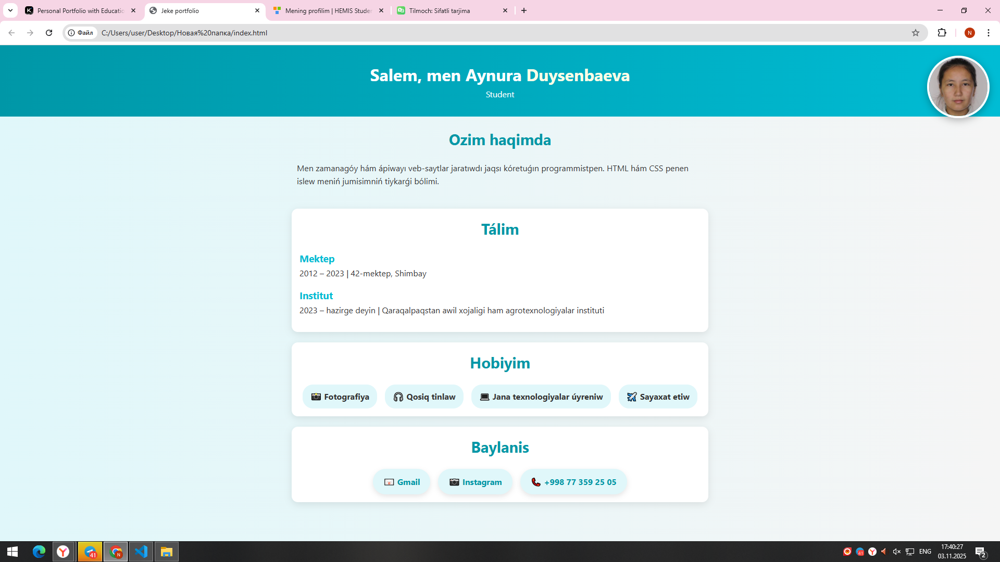 Personal Portfolio with Educatio
Jeke portfolio
Mening profilim | HEMIS Studen
Tilmoch: Sifatli tarjima
Файл
C:/Users/user/Desktop/Новая%20папка/index.html
N
Salem, men Aynura Duysenbaeva
Student
Ozim haqimda
Men zamanagóy hám ápiwayı veb-saytlar jaratıwdı jaqsı kóretuǵın programmistpen. HTML hám CSS penen
islew meniń jumisimniń tiykarǵi bólimi.
Tálim
Mektep
2012 – 2023 | 42-mektep, Shimbay
Institut
2023 – hazirge deyin | Qaraqalpaqstan awil xojaligi ham agrotexnologiyalar instituti
Hobiyim
📸 Fotografiya
🎧 Qosiq tinlaw
💻 Jana texnologiyalar úyreniw
✈️ Sayaxat etiw
Baylanis
📧 Gmail
📷 Instagram
📞 +998 77 359 25 05
41
N
41
ENG
17:40:27
03.11.2025
2